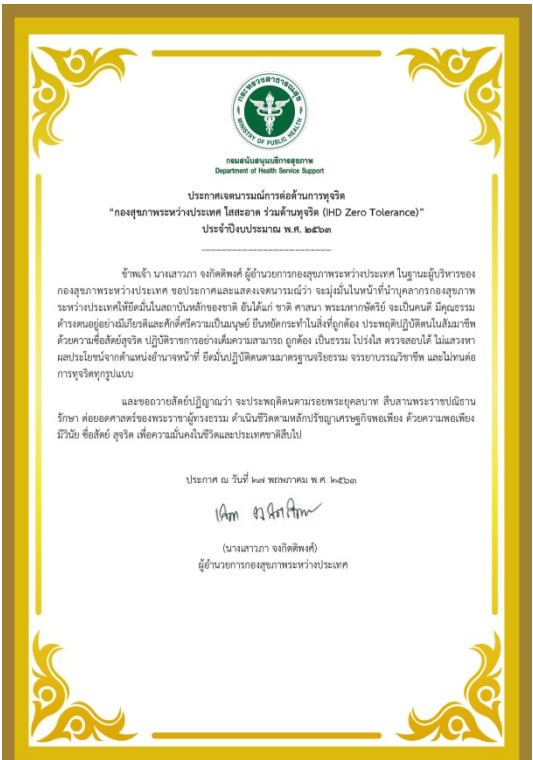 กระทรวงสาธารณสุข
MINISTRY OF PUBLIC HEALTH
กรมสนับสนุนบริการสุขภาพ
Department of Health Service Support
ประกาศเจตนารมณ์การต่อต้านการทุจริต
“กองสุขภาพระหว่างประเทศ ใสสะอาด ร่วมต้านทุจริต (IHD Zero Tolerance)”
ประจำปีงบประมาณ พ.ศ. ๒๕๖๓
ข้าพเจ้า นางเสาวภา จงกิตติพงศ์ ผู้อำนวยการกองสุขภาพระหว่างประเทศ ในฐานะผู้บริหารของ
กองสุขภาพระหว่างประเทศ ขอประกาศและแสดงเจตนารมณ์ว่า จะมุ่งมั่นในหน้าที่นำบุคลากรกองสุขภาพ
ระหว่างประเทศให้ยึดมั่นในสถาบันหลักของชาติ อันได้แก่ ชาติ ศาสนา พระมหากษัตริย์ จะเป็นคนดี มีคุณธรรม
ดำรงตนอยู่อย่างมีเกียรติและศักดิ์ศรีความเป็นมนุษย์ ยืนหยัดกระทำในสิ่งที่ถูกต้อง ประพฤติปฏิบัติตนในสัมมาชีพ
ด้วยความซื่อสัตย์สุจริต ปฏิบัติราชการอย่างเต็มความสามารถ ถูกต้อง เป็นธรรม โปร่งใส ตรวจสอบได้ ไม่แสวงหา
ผลประโยชน์จากตำแหน่งอำนาจหน้าที่ ยึดมั่นปฏิบัติตนตามมาตรฐานจริยธรรม จรรยาบรรณวิชาชีพ และไม่ทนต่อ
การทุจริตทุกรูปแบบ
และขอถวายสัตย์ปฏิญาณว่า จะประพฤติตนตามรอยพระยุคลบาท สืบสานพระราชปณิธาน
รักษา ต่อยอดศาสตร์ของพระราชาผู้ทรงธรรม ดำเนินชีวิตตามหลักปรัชญาเศรษฐกิจพอเพียง ด้วยความพอเพียง
มีวินัย ซื่อสัตย์ สุจริต เพื่อความมั่นคงในชีวิตและประเทศชาติสืบไป
ประกาศ ณ วันที่ ๒๗ พฤษภาคม พ.ศ. ๒๕๖๓
(นางเสาวภา จงกิตติพงศ์)
ผู้อำนวยการกองสุขภาพระหว่างประเทศ